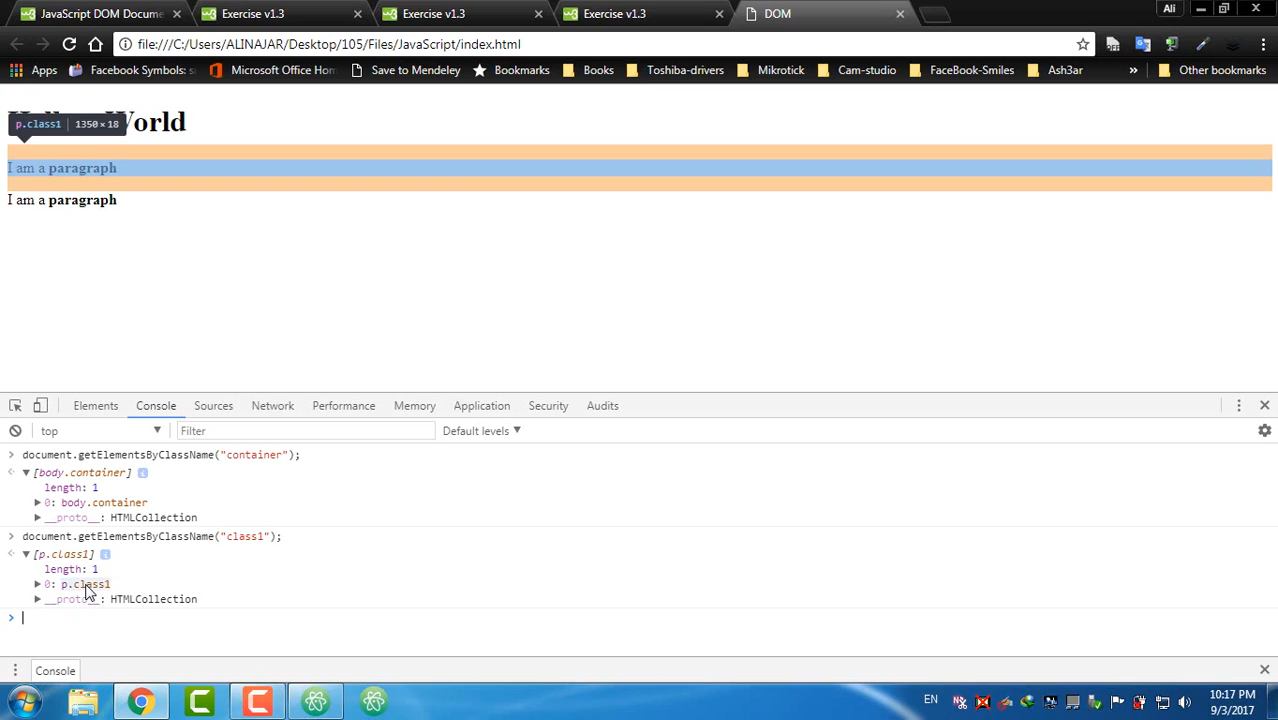 JavaScript DOM Docume
Exercise v1.3
Exercise v1.3
Exercise v1.3
DOM
Ali
file:///C:/Users/ALINAJAR/Desktop/105/Files/JavaScript/index.html
Apps
Facebook Symbols: s
Microsoft Office Hom
Save to Mendeley
Bookmarks
Books
Toshiba-drivers
Mikrotick
Cam-studio
FaceBook-Smiles
Ash3ar
»
Other bookmarks
World
p.class1 | 1350 × 18
I am a paragraph
I am a paragraph
Elements Console Sources Network Performance Memory Application Security Audits
top
Filter
Default levels ▼
> document.getElementsByClassName("container");
▼ [body.container] i
length: 1
▶ 0: body.container
▶ __proto__: HTMLCollection
> document.getElementsByClassName("class1");
▼ [p.class1] i
length: 1
▶ 0: p.class1
▶ __proto__: HTMLCollection
>
Console
EN
10:17 PM
9/3/2017